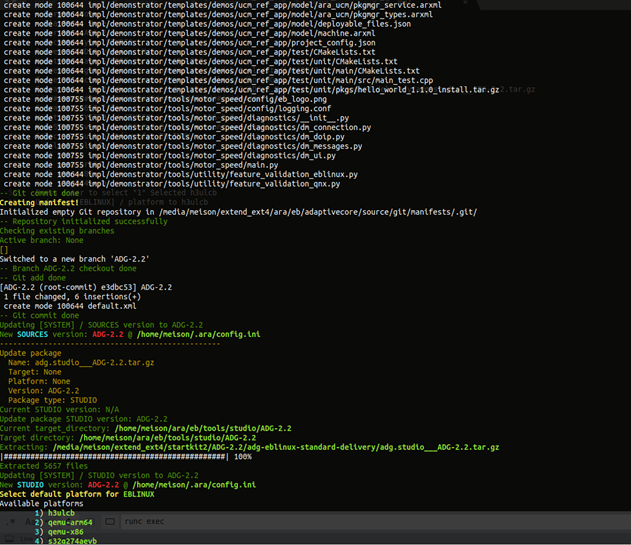 create mode 100644 impl/demonstrator/templates/demos/ucm_ref_app/model/ara_ucm/pkgmgr_service.arxml
create mode 100644 impl/demonstrator/templates/demos/ucm_ref_app/model/ara_ucm/pkgmgr_types.arxml
create mode 100644 impl/demonstrator/templates/demos/ucm_ref_app/model/deployable_files.json
create mode 100644 impl/demonstrator/templates/demos/ucm_ref_app/model/machine.arxml
create mode 100644 impl/demonstrator/templates/demos/ucm_ref_app/project_config.json
create mode 100644 impl/demonstrator/templates/demos/ucm_ref_app/test/CMakeLists.txt
create mode 100644 impl/demonstrator/templates/demos/ucm_ref_app/test/unit/CMakeLists.txt
create mode 100644 impl/demonstrator/templates/demos/ucm_ref_app/test/unit/main/CMakeLists.txt
create mode 100644 impl/demonstrator/templates/demos/ucm_ref_app/test/unit/main/src/main_test.cpp
create mode 100644 impl/demonstrator/templates/demos/ucm_ref_app/test/unit/pkgs/hello_world_1.1.0_install.tar.gz
create mode 100755 impl/demonstrator/tools/motor_speed/config/eb_logo.png
create mode 100755 impl/demonstrator/tools/motor_speed/config/logging.conf
create mode 100755 impl/demonstrator/tools/motor_speed/diagnostics/__init__.py
create mode 100755 impl/demonstrator/tools/motor_speed/diagnostics/dm_connection.py
create mode 100755 impl/demonstrator/tools/motor_speed/diagnostics/dm_doip.py
create mode 100755 impl/demonstrator/tools/motor_speed/diagnostics/dm_messages.py
create mode 100755 impl/demonstrator/tools/motor_speed/diagnostics/dm_ui.py
create mode 100755 impl/demonstrator/tools/motor_speed/main.py
create mode 100644 impl/demonstrator/tools/utility/feature_validation_eblinux.py
create mode 100644 impl/demonstrator/tools/utility/feature_validation_qnx.py
-- Git commit done
Creating manifest!
Initialized empty Git repository in /media/meison/extend_ext4/ara/eb/adaptivecore/source/git/manifests/.git/
-- Repository initialized successfully
Checking existing branches
Active branch: None
[]
Switched to a new branch 'ADG-2.2'
-- Branch ADG-2.2 checkout done
-- Git add done
[ADG-2.2 (root-commit) e3dbc53] ADG-2.2
1 file changed, 6 insertions(+)
create mode 100644 default.xml
-- Git commit done
Updating [SYSTEM] / SOURCES version to ADG-2.2
New SOURCES version: ADG-2.2 @ /home/meison/.ara/config.ini
--------------------------------------------------
Update package
Name: adg.studio___ADG-2.2.tar.gz
Target: None
Platform: None
Version: ADG-2.2
Package type: STUDIO
Current STUDIO version: N/A
Update package STUDIO version: ADG-2.2
Current target_directory: /home/meison/ara/eb/tools/studio/ADG-2.2
Target directory: /home/meison/ara/eb/tools/studio/ADG-2.2
Extracting: /media/meison/extend_ext4/startkit2/ADG-2.2/adg-eblinux-standard-delivery/adg.studio___ADG-2.2.tar.gz
|##################################################| 100%
Extracted 5657 files
Updating [SYSTEM] / STUDIO version to ADG-2.2
New STUDIO version: ADG-2.2 @ /home/meison/.ara/config.ini
Select default platform for EBLINUX
Available platforms
1) h3ulcb
2) qemu-arm64
runc exec
3) qemu-x86
4) s32g274aevb